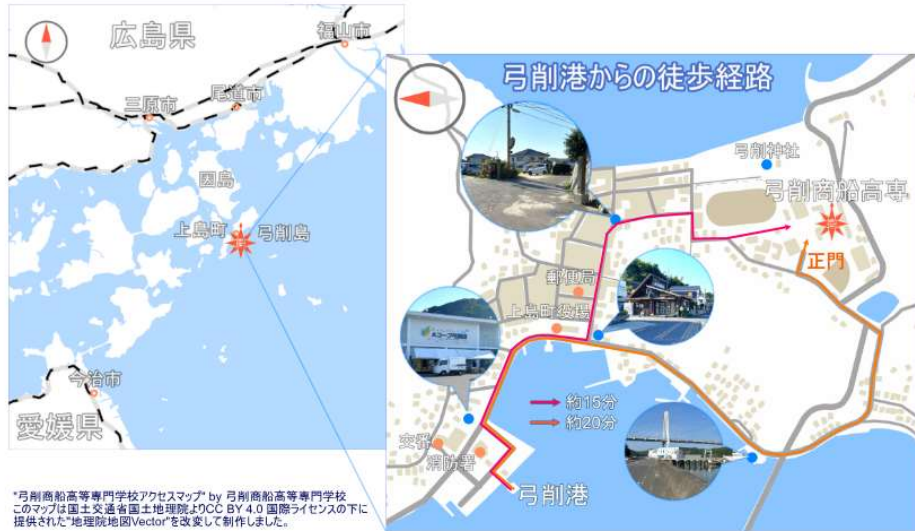 広島県
福山市
三原市
尾道市
因島
上島町
弓削島
今治市
愛媛県
弓削港からの徒歩経路
弓削神社
弓削商船高専
正門
郵便局
上島町役場
約15分
約20分
交番
消防署
弓削港
"弓削商船高等専門学校アクセスマップ" by 弓削商船高等専門学校
このマップは国土交通省国土地理院よりCC BY 4.0 国際ライセンスの下に
提供された"地理院地図Vector"を改変して制作しました。